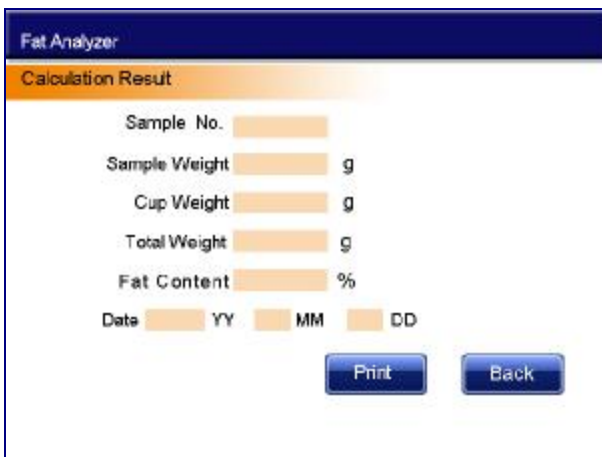 Fat Analyzer
Calculation Result
Sample No.
Sample Weight g
Cup Weight g
Total Weight g
Fat Content %
Date YY MM DD
Print Back